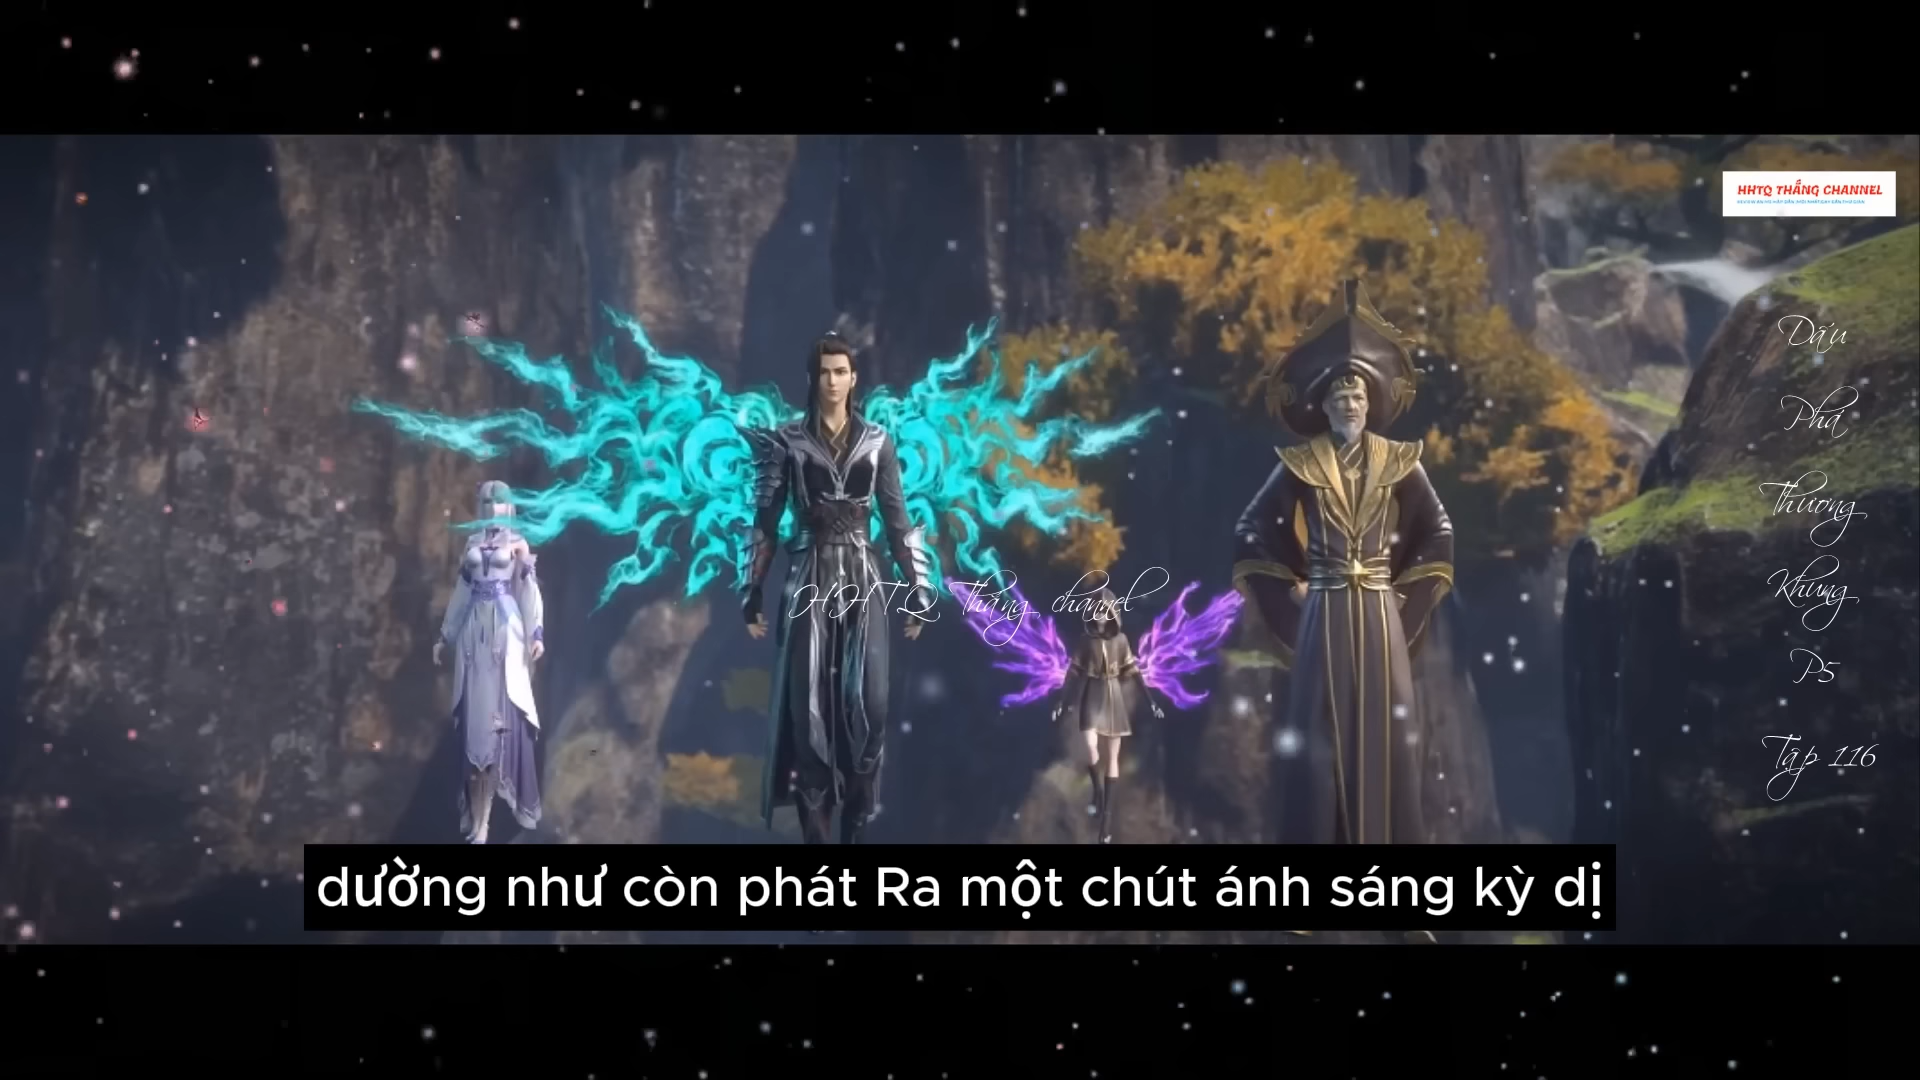 HHTQ THẮNG CHANNEL
Dấu
Phá
Thương
Khung
P5
Tập 116
HHTQ Thắng channel
dường như còn phát Ra một chút ánh sáng kỳ dị